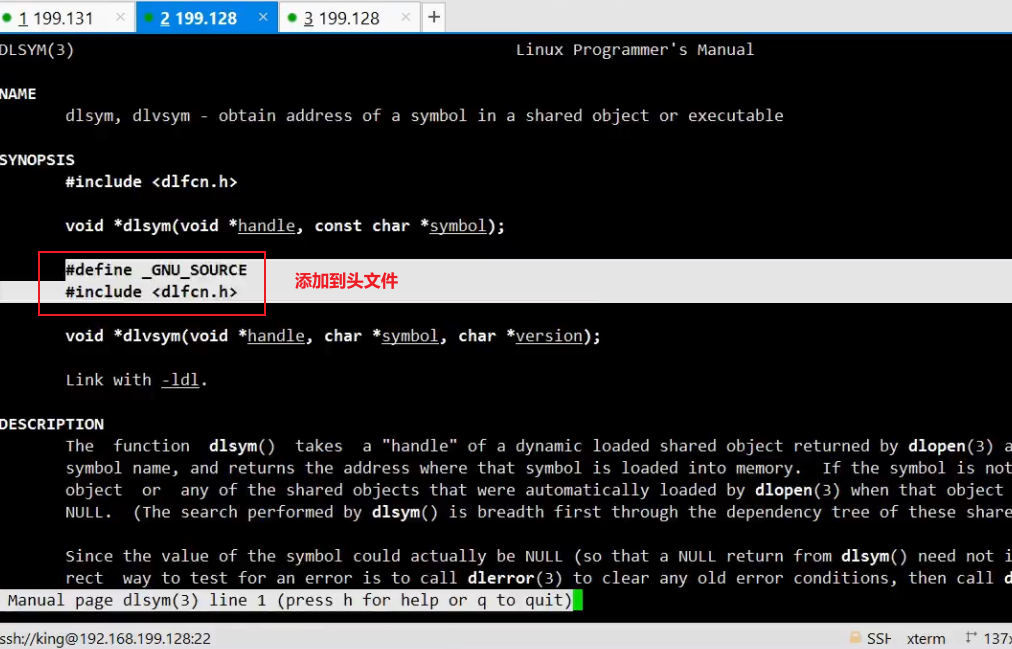 1 199.131 × 2 199.128 × 3 199.128 × +
DLSYM(3) Linux Programmer's Manual
NAME
dlsym, dlvsym - obtain address of a symbol in a shared object or executable
SYNOPSIS
#include <dlfcn.h>
void *dlsym(void *handle, const char *symbol);
#define _GNU_SOURCE
#include <dlfcn.h>
添加到头文件
void *dlvsym(void *handle, char *symbol, char *version);
Link with -ldl.
DESCRIPTION
The function dlsym() takes a "handle" of a dynamic loaded shared object returned by dlopen(3) a
symbol name, and returns the address where that symbol is loaded into memory. If the symbol is not
object or any of the shared objects that were automatically loaded by dlopen(3) when that object
NULL. (The search performed by dlsym() is breadth first through the dependency tree of these share
Since the value of the symbol could actually be NULL (so that a NULL return from dlsym() need not i
rect way to test for an error is to call dlerror(3) to clear any old error conditions, then call d
Manual page dlsym(3) line 1 (press h for help or q to quit)
ssh://king@192.168.199.128:22 SSH xterm 137x